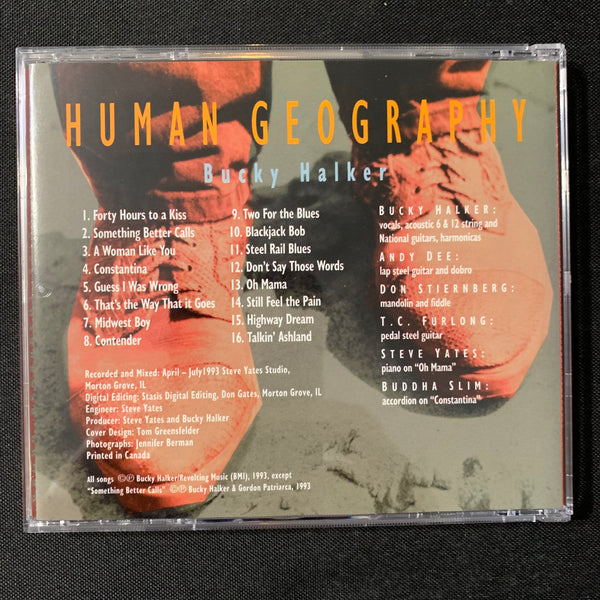 HUMAN GEOGRAPHY
Bucky Halker
1. Forty Hours to a Kiss
2. Something Better Calls
3. A Woman Like You
4. Constantina
5. Guess I Was Wrong
6. That's the Way That it Goes
7. Midwest Boy
8. Contender
9. Two For the Blues
10. Blackjack Bob
11. Steel Rail Blues
12. Don't Say Those Words
13. Oh Mama
14. Still Feel the Pain
15. Highway Dream
16. Talkin' Ashland
BUCKY HALKER:
vocals, acoustic 6 & 12 string and
National guitars, harmonicas
ANDY DEE:
lap steel guitar and dobro
DON STIERNBERG:
mandolin and fiddle
T.C. FURLONG:
pedal steel guitar
STEVE YATES:
piano on "Oh Mama"
BUDDHA SLIM:
accordion on "Constantina"
Recorded and Mixed: April – July1993 Steve Yates Studio,
Morton Grove, IL
Digital Editing: Stasis Digital Editing, Don Gates, Morton Grove, IL
Engineer: Steve Yates
Producer: Steve Yates and Bucky Halker
Cover Design: Tom Greensfelder
Photographs: Jennifer Berman
Printed in Canada
All songs ©℗ Bucky Halker/Revolting Music (BMI), 1993, except
"Something Better Calls" ©℗ Bucky Halker & Gordon Patriarca, 1993